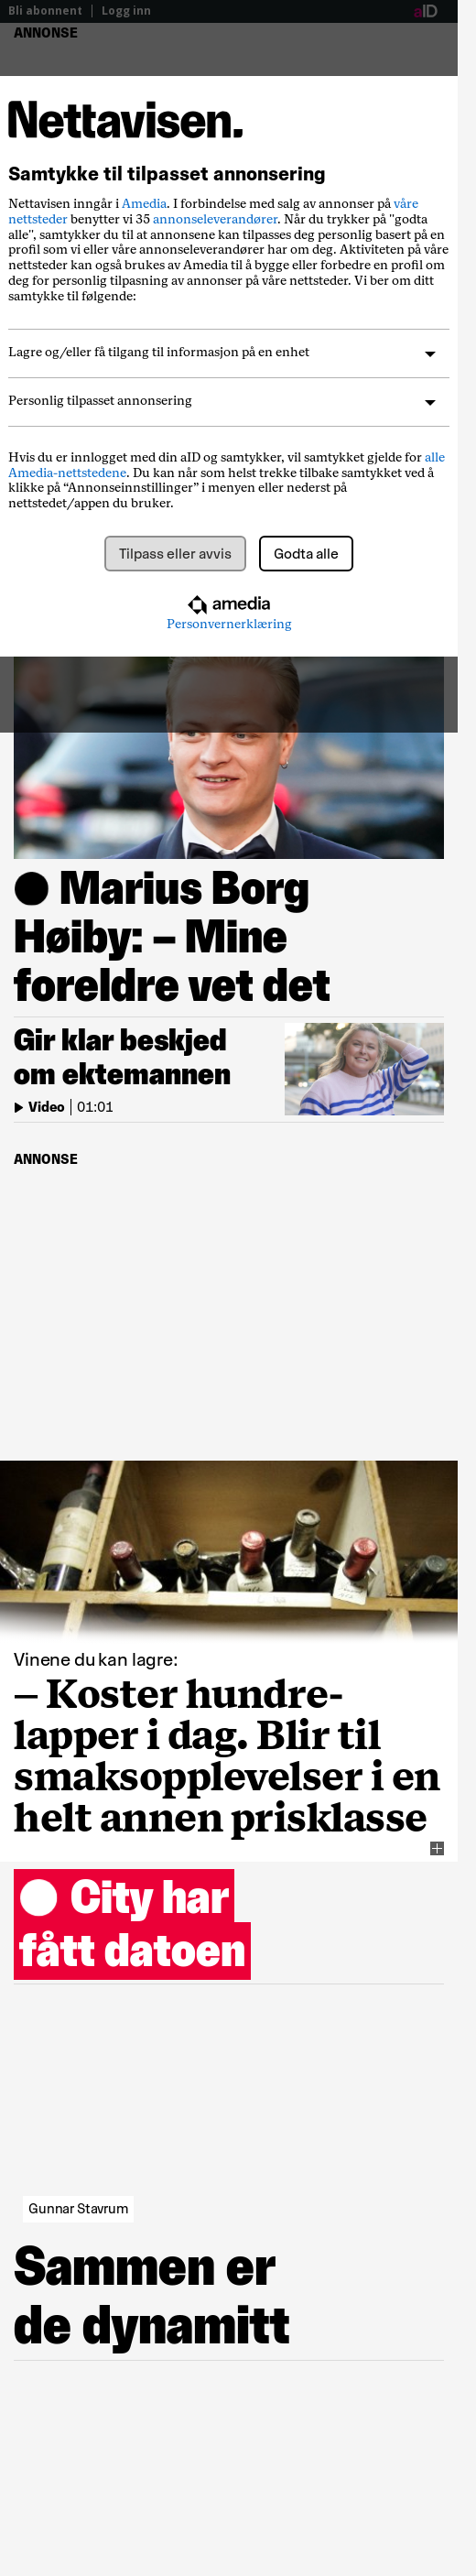 Bli abonnent | Logg inn
aID
ANNONSE
Nettavisen.
Samtykke til tilpasset annonsering
Nettavisen inngår i Amedia. I forbindelse med salg av annonser på våre
nettsteder benytter vi 35 annonseleverandører. Når du trykker på "godta
alle", samtykker du til at annonsene kan tilpasses deg personlig basert på en
profil som vi eller våre annonseleverandører har om deg. Aktiviteten på våre
nettsteder kan også brukes av Amedia til å bygge eller forbedre en profil om
deg for personlig tilpasning av annonser på våre nettsteder. Vi ber om ditt
samtykke til følgende:
Lagre og/eller få tilgang til informasjon på en enhet
Personlig tilpasset annonsering
Hvis du er innlogget med din aID og samtykker, vil samtykket gjelde for alle
Amedia-nettstedene. Du kan når som helst trekke tilbake samtykket ved å
klikke på “Annonseinnstillinger” i menyen eller nederst på
nettstedet/appen du bruker.
Tilpass eller avvis
Godta alle
amedia
Personvernerklæring
Marius Borg
Høiby: – Mine
foreldre vet det
Gir klar beskjed
om ektemannen
Video | 01:01
ANNONSE
Vinene du kan lagre:
– Koster hundre-
lapper i dag. Blir til
smaksopplevelser i en
helt annen prisklasse
City har
fått datoen
Gunnar Stavrum
Sammen er
de dynamitt